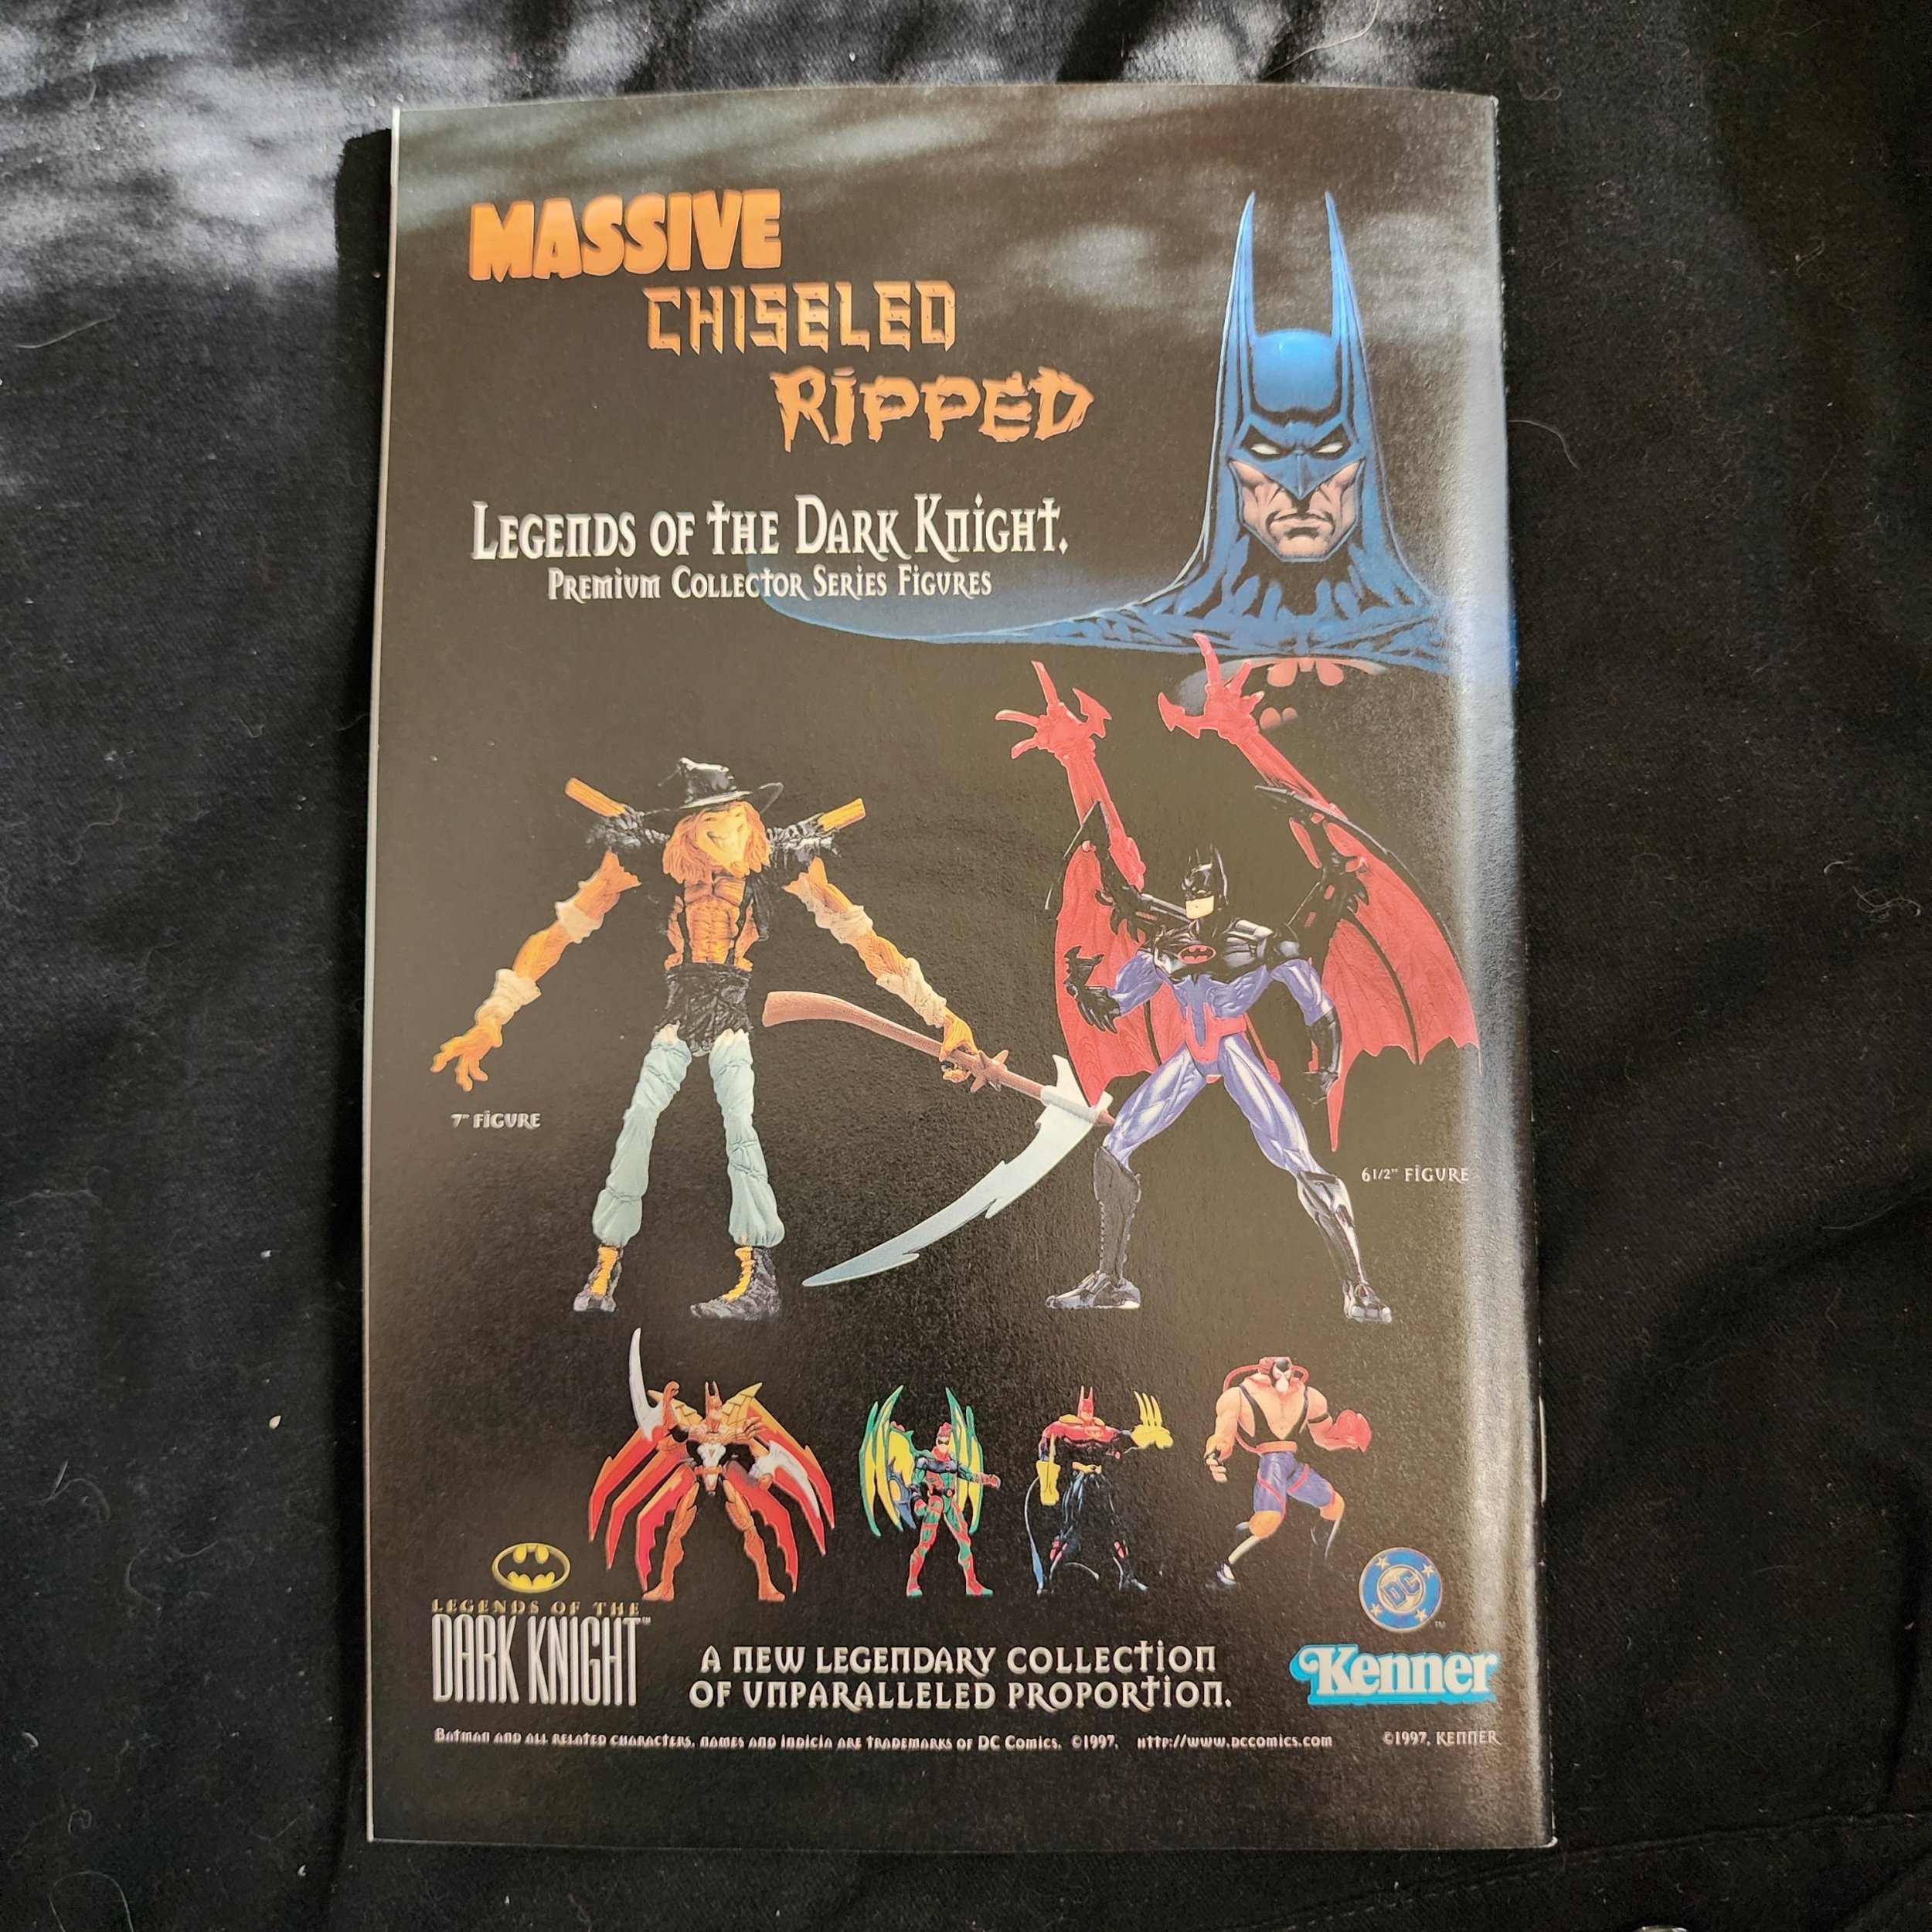 MASSIVE
CHISELED
RIPPED
LEGENDS OF THE DARK KNIGHT.
PREMIUM COLLECTOR SERIES FIGURES
7" FIGURE
6 1/2" FIGURE
LEGENDS OF THE
DARK KNIGHT™
A NEW LEGENDARY COLLECTION
OF UNPARALLELED PROPORTION.
DC
TM
Kenner
BATMAN AND ALL RELATED CHARACTERS, NAMES AND INDICIA ARE TRADEMARKS OF DC COMICS. ©1997. HTTP://WWW.DCCOMICS.COM
©1997, KENNER